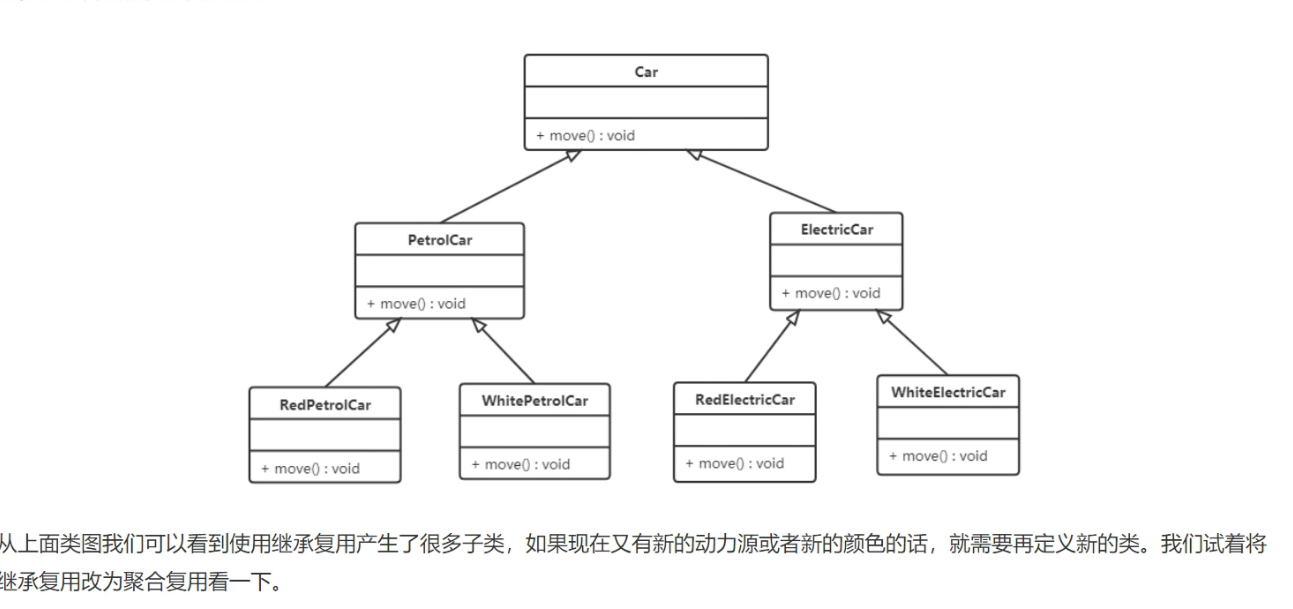 Car
+ move() : void
PetrolCar
+ move() : void
ElectricCar
+ move() : void
RedPetrolCar
+ move() : void
WhitePetrolCar
+ move() : void
RedElectricCar
+ move() : void
WhiteElectricCar
+ move() : void
从上面类图我们可以看到使用继承复用产生了很多子类，如果现在又有新的动力源或者新的颜色的话，就需要再定义新的类。我们试着将
继承复用改为聚合复用看一下。